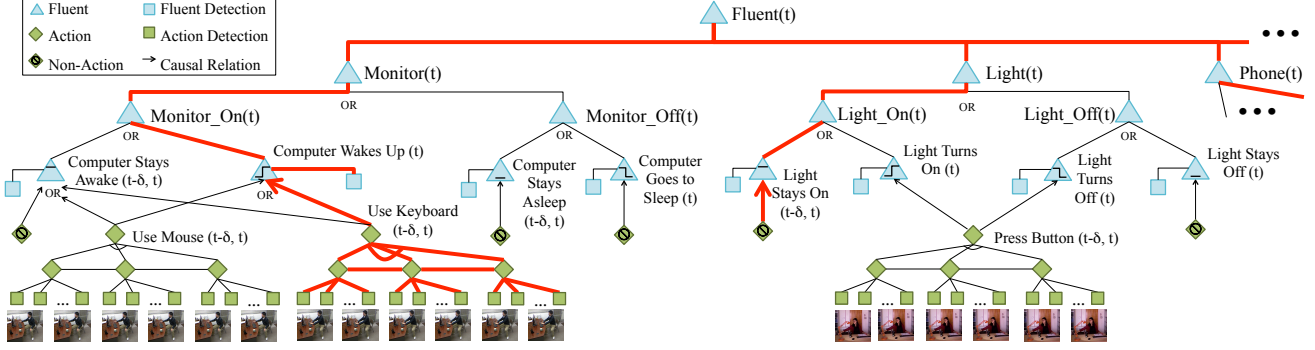 Fluent
Fluent Detection
Action
Action Detection
Non-Action
Causal Relation
Fluent(t)
Monitor(t)
Light(t)
Phone(t)
OR
OR
Monitor_On(t)
Monitor_Off(t)
Light_On(t)
Light_Off(t)
OR
OR
OR
OR
Computer Stays
Awake (t-δ, t)
OR
Computer Wakes Up (t)
OR
Computer
Stays
Asleep (t-δ, t)
Computer
Goes to
Sleep (t)
Light
Stays On
(t-δ, t)
Light Turns
On (t)
Light
Turns
Off (t)
Light Stays
Off (t)
Use Mouse (t-δ, t)
Use Keyboard
(t-δ, t)
Press Button (t-δ, t)
... ... ... ... ... ...
... ... ...